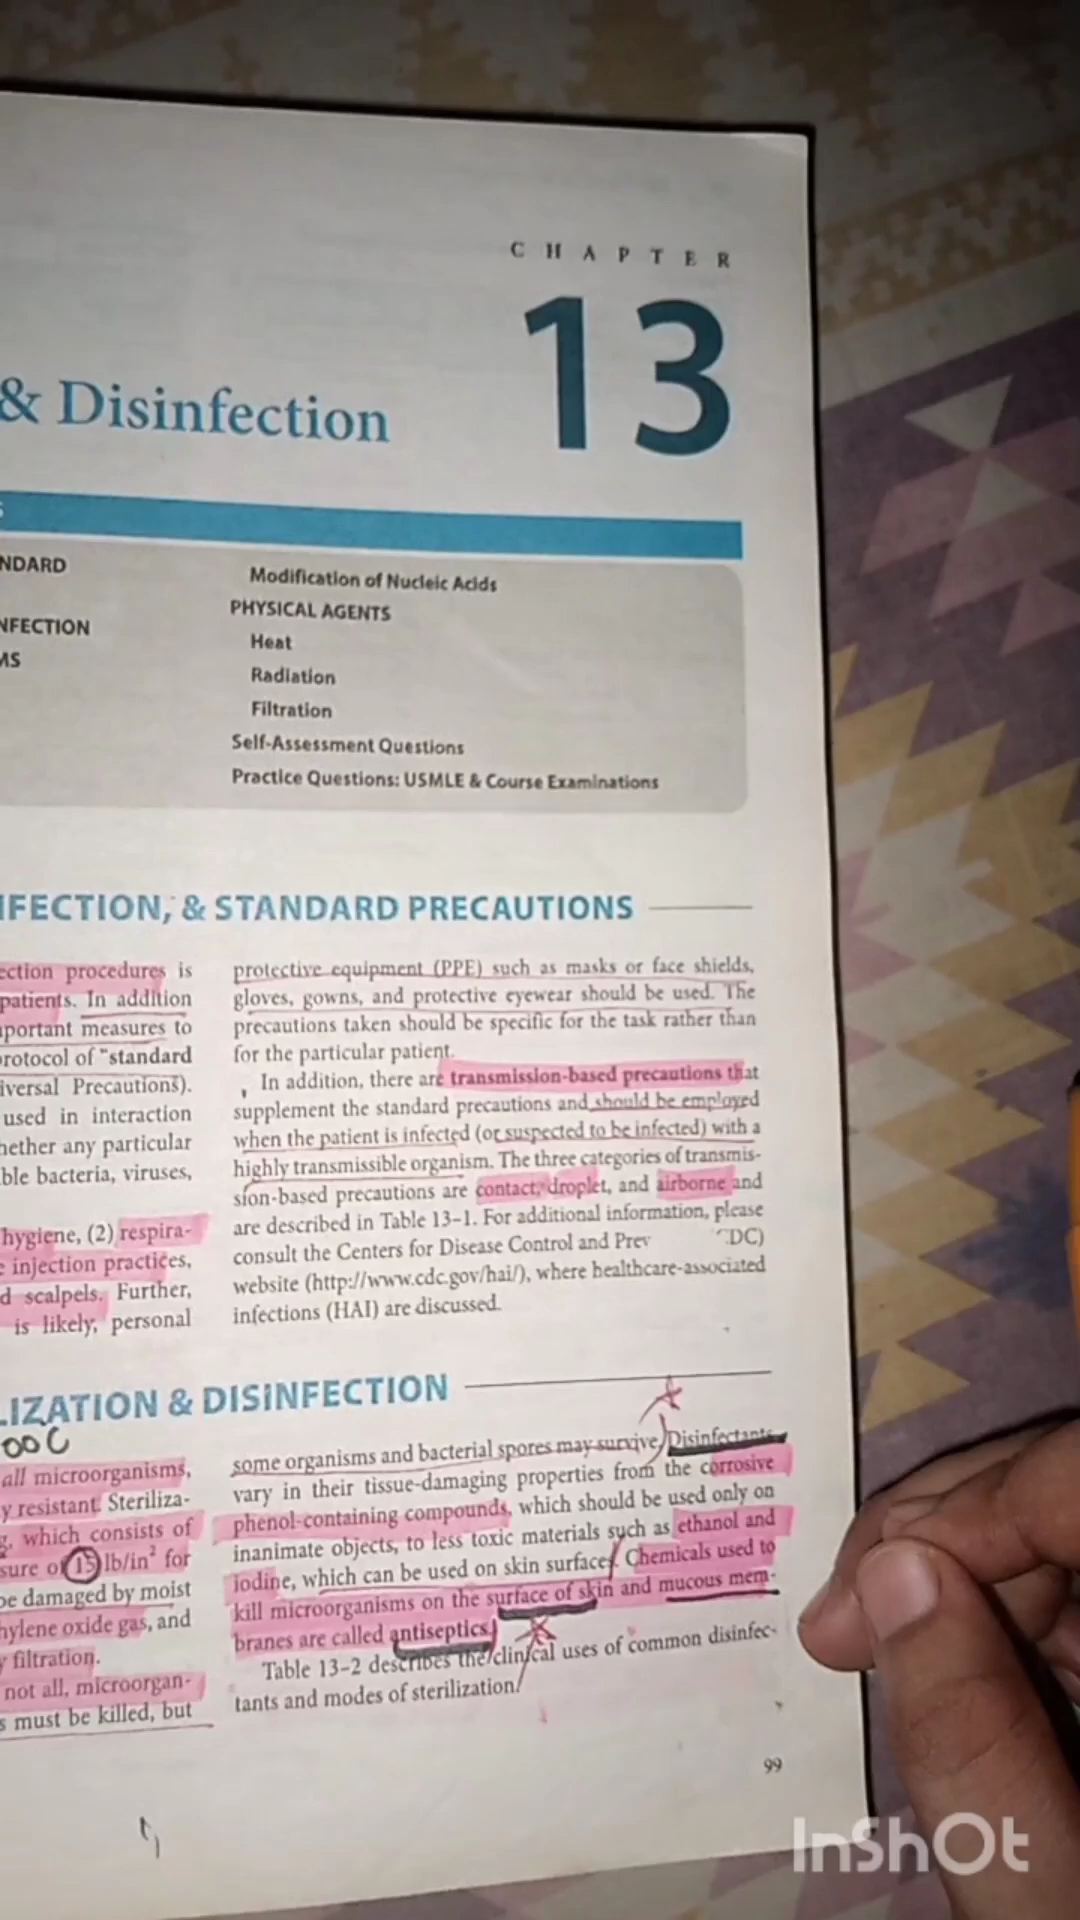 CHAPTER
13
& Disinfection
NDARD
NFECTION
MS
Modification of Nucleic Acids
PHYSICAL AGENTS
Heat
Radiation
Filtration
Self-Assessment Questions
Practice Questions: USMLE & Course Examinations
IFECTION, & STANDARD PRECAUTIONS
ection procedures is
patients. In addition
portant measures to
rotocol of "standard
iversal Precautions).
used in interaction
hether any particular
ble bacteria, viruses,
hygiene, (2) respira-
e injection practices,
d scalpels. Further,
is likely, personal
protective equipment (PPE) such as masks or face shields,
gloves, gowns, and protective eyewear should be used. The
precautions taken should be specific for the task rather than
for the particular patient.
In addition, there are transmission-based precautions that
supplement the standard precautions and should be employed
when the patient is infected (or suspected to be infected) with a
highly transmissible organism. The three categories of transmis-
sion-based precautions are contact, droplet, and airborne and
are described in Table 13-1. For additional information, please
consult the Centers for Disease Control and Prev DC)
website (http://www.cdc.gov/hai/), where healthcare-associated
infections (HAI) are discussed.
LIZATION & DISINFECTION
00C
all microorganisms,
y resistant. Steriliza-
g, which consists of
sure of 15 lb/in² for
be damaged by moist
hylene oxide gas, and
y filtration.
not all, microorgan-
s must be killed, but
some organisms and bacterial spores may survive. Disinfectants
vary in their tissue-damaging properties from the corrosive
phenol-containing compounds, which should be used only on
inanimate objects, to less toxic materials such as ethanol and
iodine, which can be used on skin surfaces. Chemicals used to
kill microorganisms on the surface of skin and mucous mem-
branes are called antiseptics.
Table 13-2 describes the clinical uses of common disinfec-
tants and modes of sterilization.
99
InShOt